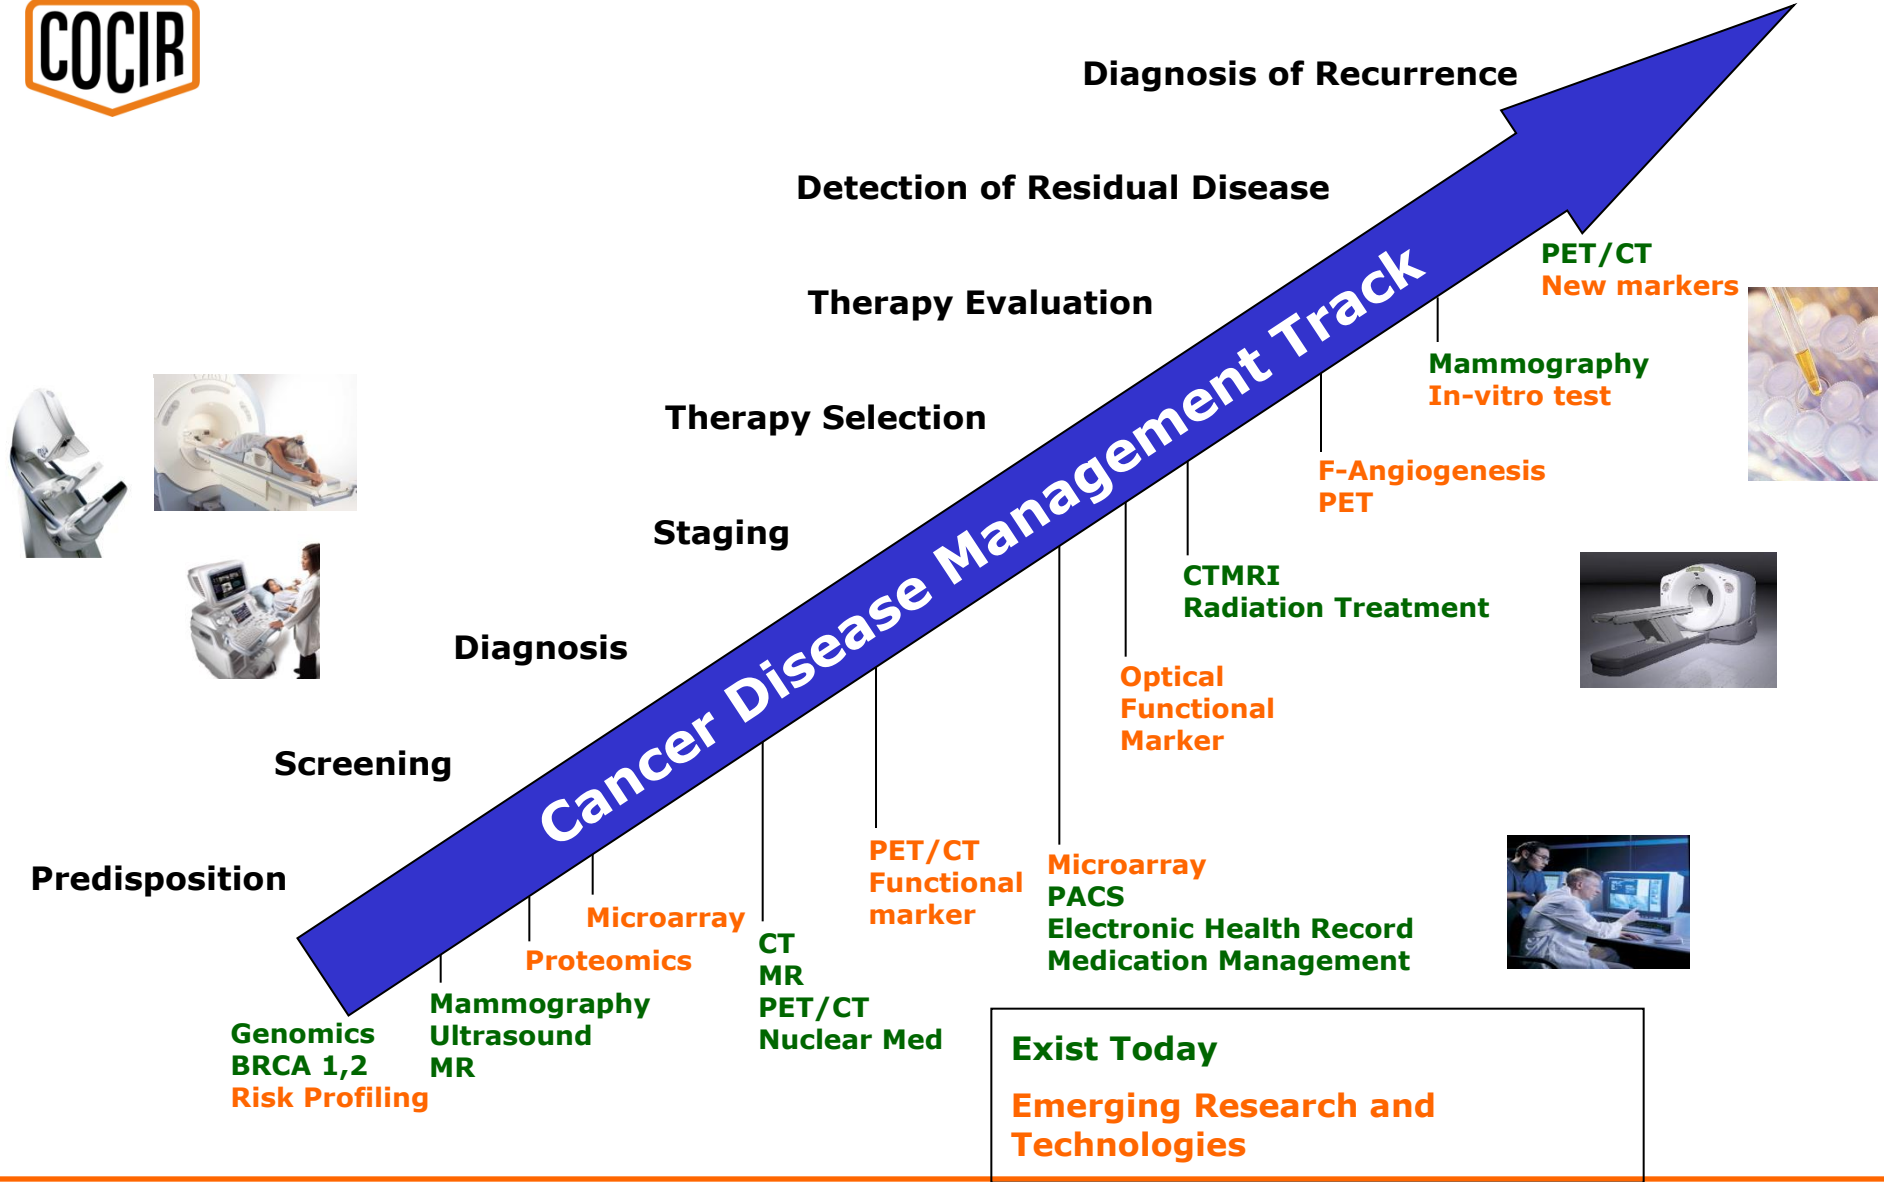 COCIR
Diagnosis of Recurrence
Detection of Residual Disease
Therapy Evaluation
Therapy Selection
Staging
Diagnosis
Screening
Predisposition
Cancer Disease Management Track
PET/CT
New markers
Mammography
In-vitro test
F-Angiogenesis
PET
CTMRI
Radiation Treatment
Optical
Functional
Marker
Microarray
PACS
Electronic Health Record
Medication Management
PET/CT
Functional
marker
CT
MR
PET/CT
Nuclear Med
Microarray
Proteomics
Mammography
Ultrasound
MR
Genomics
BRCA 1,2
Risk Profiling
Exist Today
Emerging Research and
Technologies